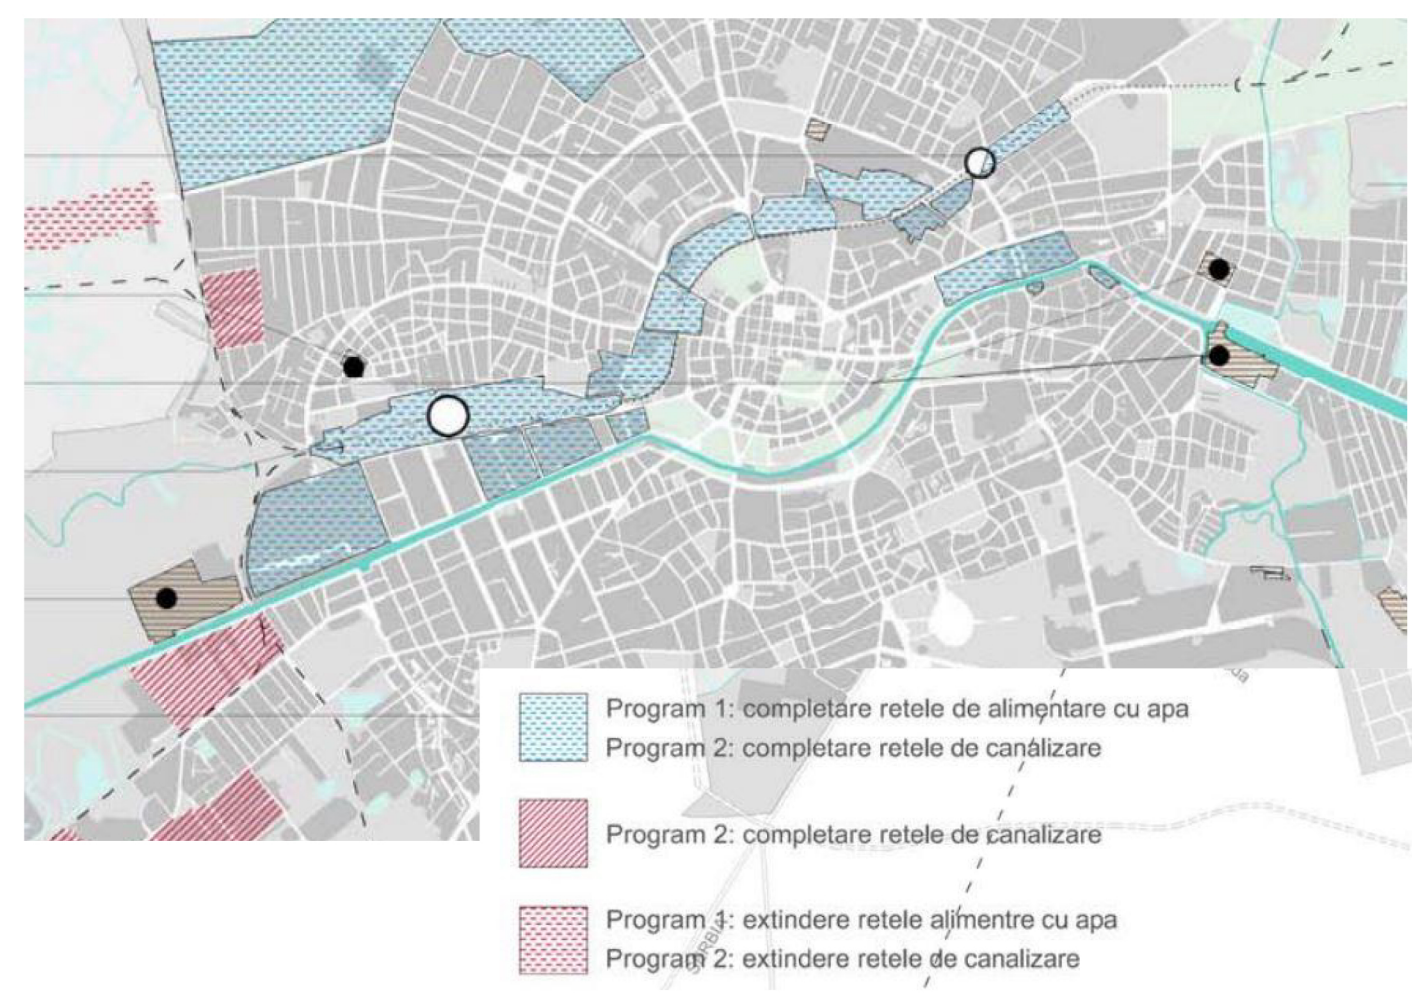 Program 1: completare retele de alimentare cu apa
Program 2: completare retele de canalizare
Program 2: completare retele de canalizare
Program 1: extindere retele alimentre cu apa
Program 2: extindere retele de canalizare
SERBIA